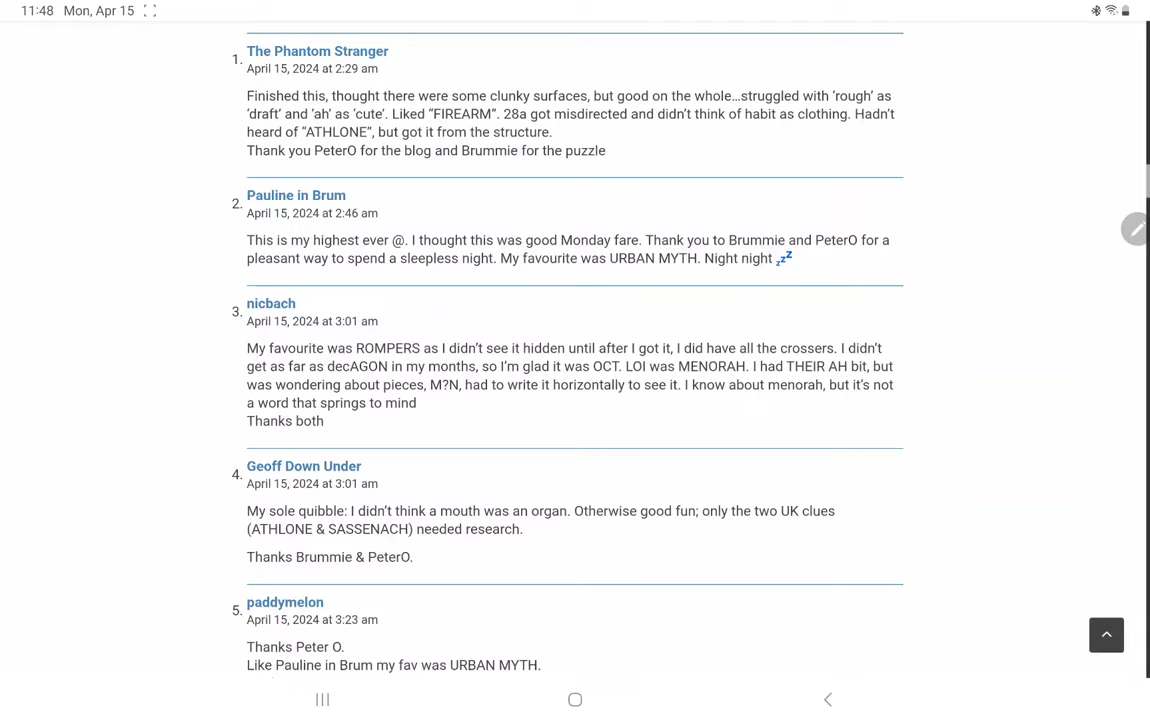 11:48 Mon, Apr 15
1. The Phantom Stranger
April 15, 2024 at 2:29 am
Finished this, thought there were some clunky surfaces, but good on the whole…struggled with ‘rough’ as
‘draft’ and ‘ah’ as ‘cute’. Liked “FIREARM”. 28a got misdirected and didn’t think of habit as clothing. Hadn’t
heard of “ATHLONE”, but got it from the structure.
Thank you PeterO for the blog and Brummie for the puzzle
2. Pauline in Brum
April 15, 2024 at 2:46 am
This is my highest ever @. I thought this was good Monday fare. Thank you to Brummie and PeterO for a
pleasant way to spend a sleepless night. My favourite was URBAN MYTH. Night night 💤
3. nicbach
April 15, 2024 at 3:01 am
My favourite was ROMPERS as I didn’t see it hidden until after I got it, I did have all the crossers. I didn’t
get as far as decAGON in my months, so I’m glad it was OCT. LOI was MENORAH. I had THEIR AH bit, but
was wondering about pieces, M?N, had to write it horizontally to see it. I know about menorah, but it’s not
a word that springs to mind
Thanks both
4. Geoff Down Under
April 15, 2024 at 3:01 am
My sole quibble: I didn’t think a mouth was an organ. Otherwise good fun; only the two UK clues
(ATHLONE & SASSENACH) needed research.
Thanks Brummie & PeterO.
5. paddymelon
April 15, 2024 at 3:23 am
Thanks Peter O.
Like Pauline in Brum my fav was URBAN MYTH.